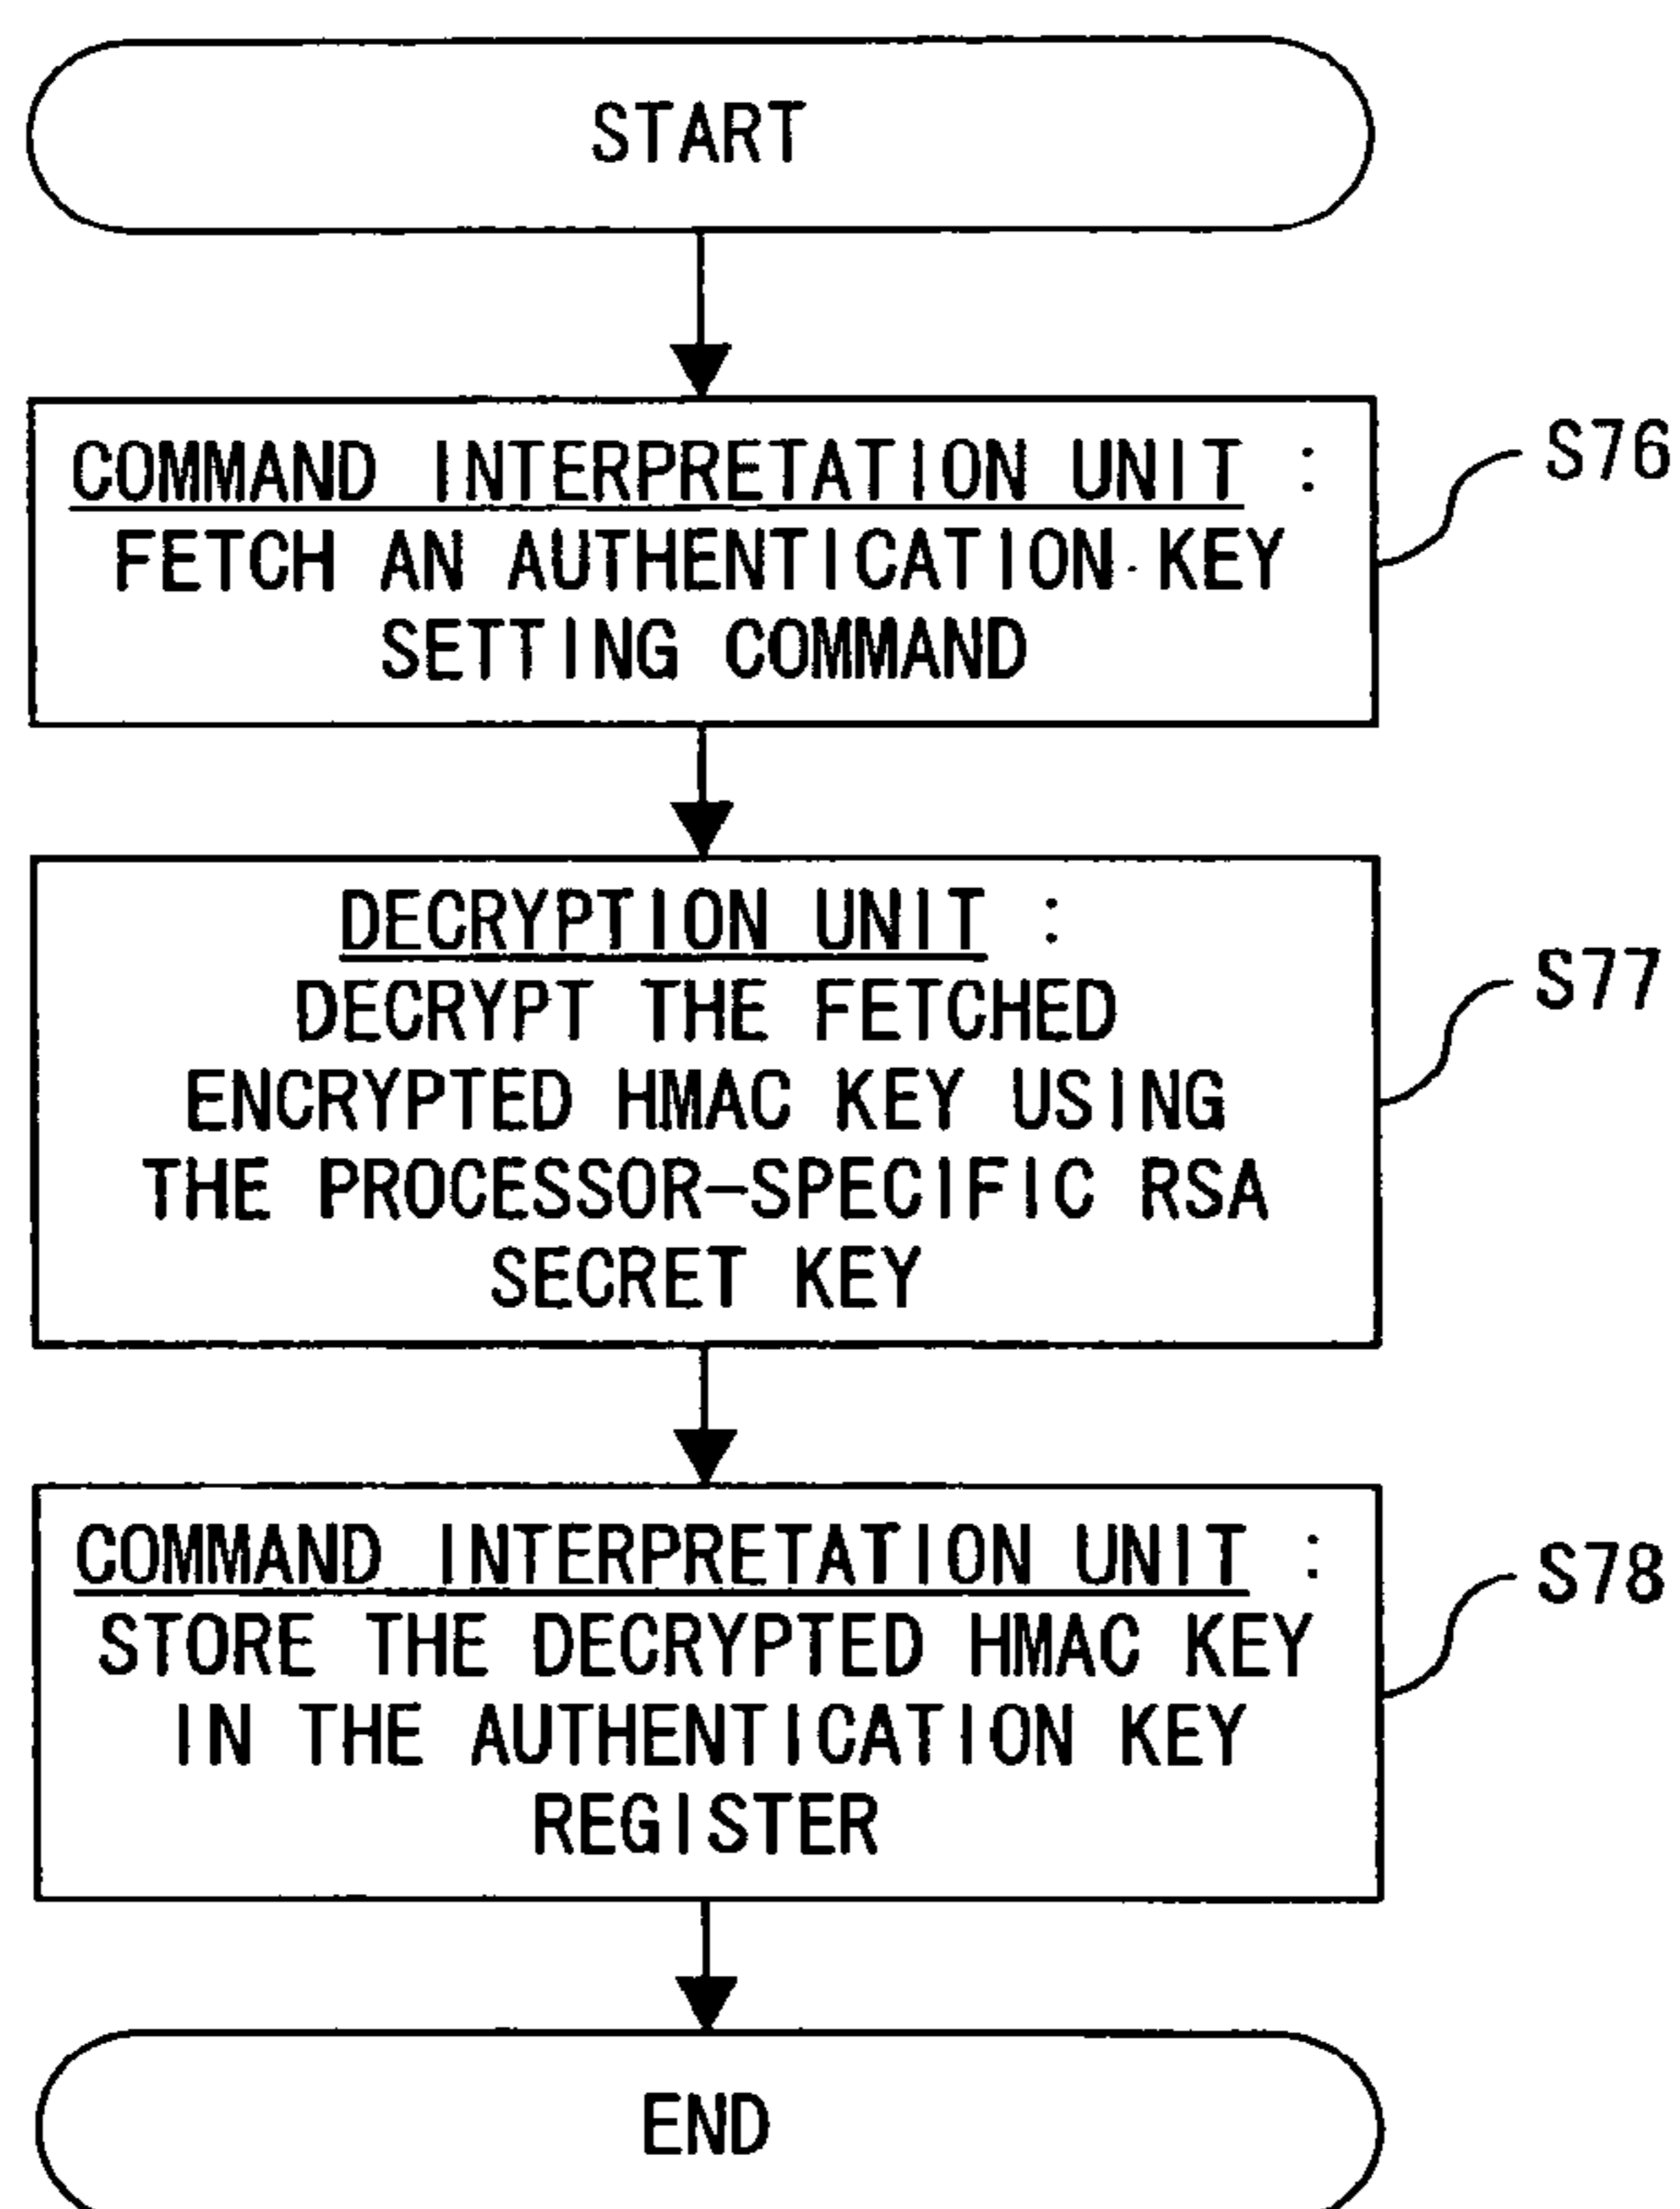 START
COMMAND INTERPRETATION UNIT :
FETCH AN AUTHENTICATION KEY
SETTING COMMAND
S76
DECRYPTION UNIT :
DECRYPT THE FETCHED
ENCRYPTED HMAC KEY USING
THE PROCESSOR-SPECIFIC RSA
SECRET KEY
S77
COMMAND INTERPRETATION UNIT :
STORE THE DECRYPTED HMAC KEY
IN THE AUTHENTICATION KEY
REGISTER
S78
END